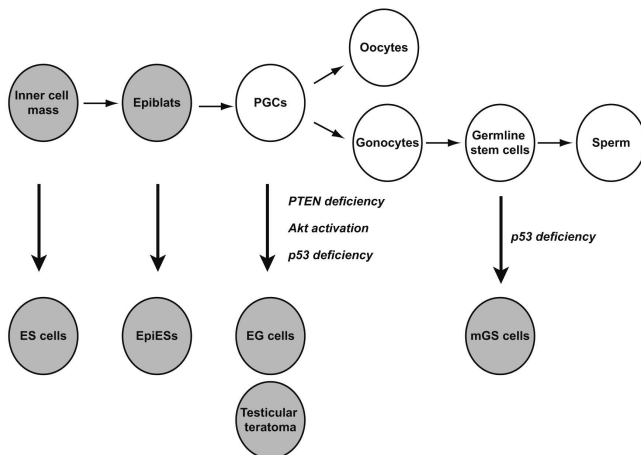 Oocytes
Inner cell
mass
Epiblats
PGCs
Gonocytes
Germline
stem cells
Sperm
PTEN deficiency
Akt activation
p53 deficiency
p53 deficiency
ES cells
EpiESs
EG cells
mGS cells
Testicular
teratoma